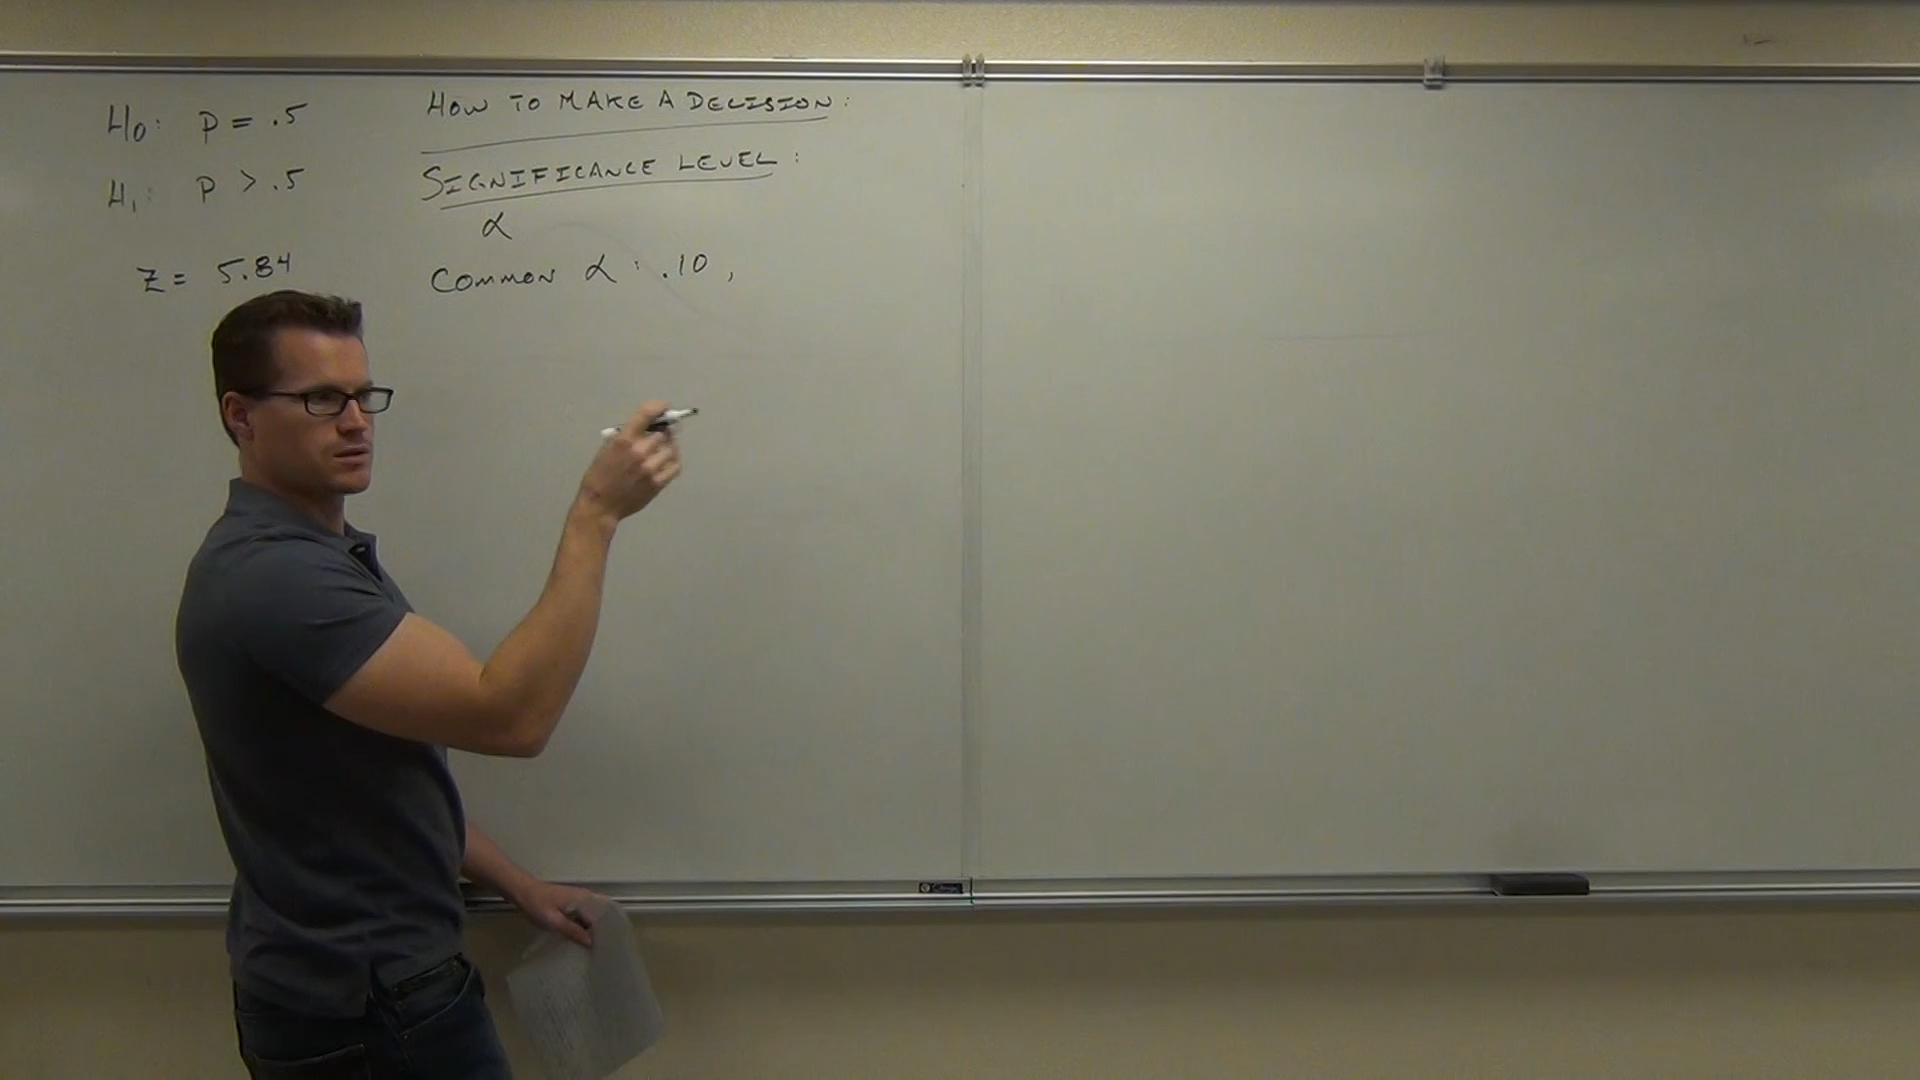 H₀: P = .5
H₁: P > .5
Z = 5.84
HOW TO MAKE A DECISION:
SIGNIFICANCE LEVEL:
α
COMMON α: .10,